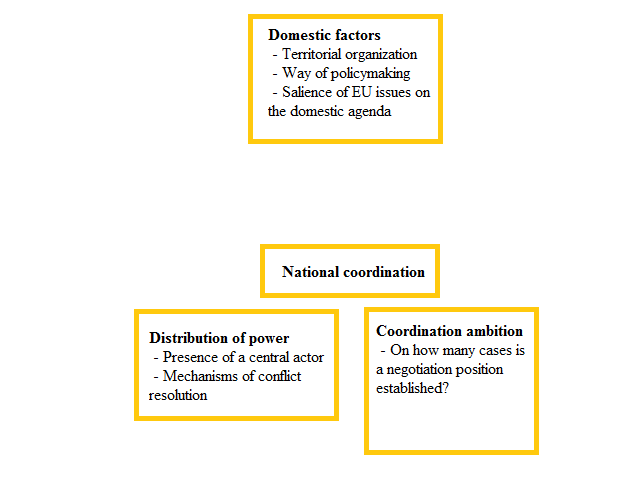 Domestic factors
- Territorial organization
- Way of policymaking
- Salience of EU issues on
the domestic agenda
National coordination
Distribution of power
- Presence of a central actor
- Mechanisms of conflict
resolution
Coordination ambition
- On how many cases is
a negotiation position
established?